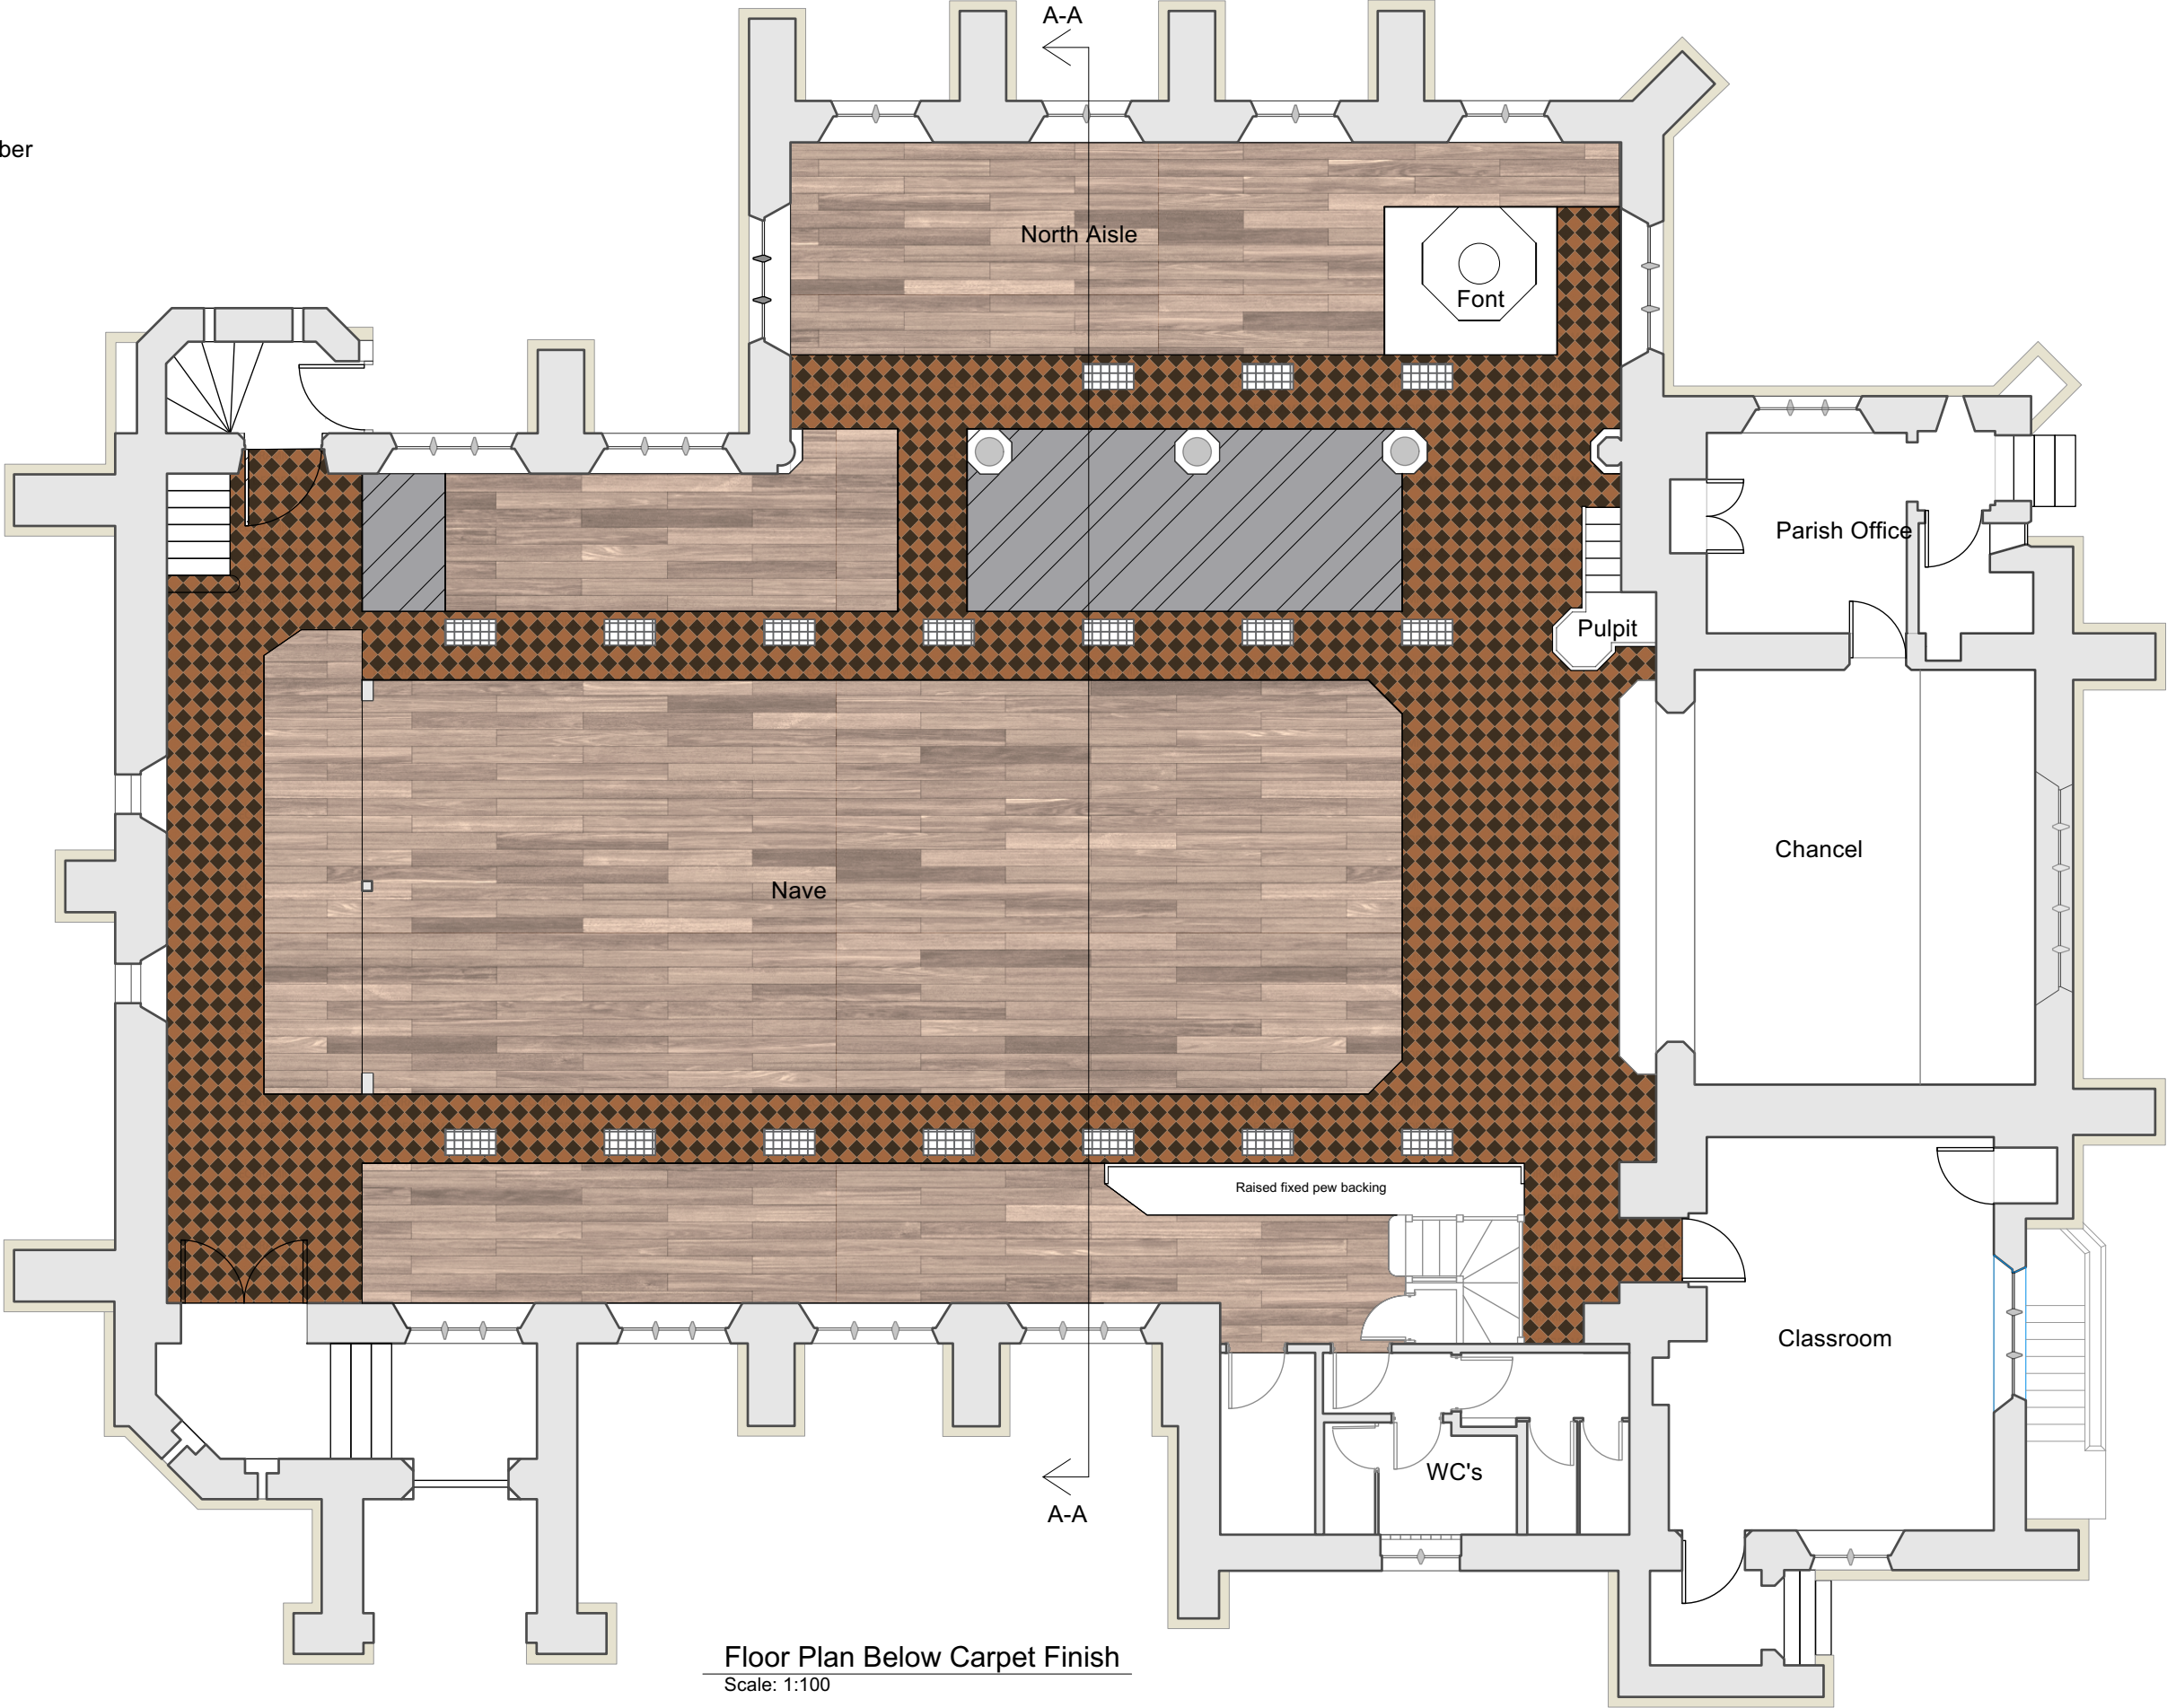 A-A
ber
North Aisle
Font
Parish Office
Pulpit
Chancel
Nave
Raised fixed pew backing
Classroom
WC's
A-A
Floor Plan Below Carpet Finish
Scale: 1:100